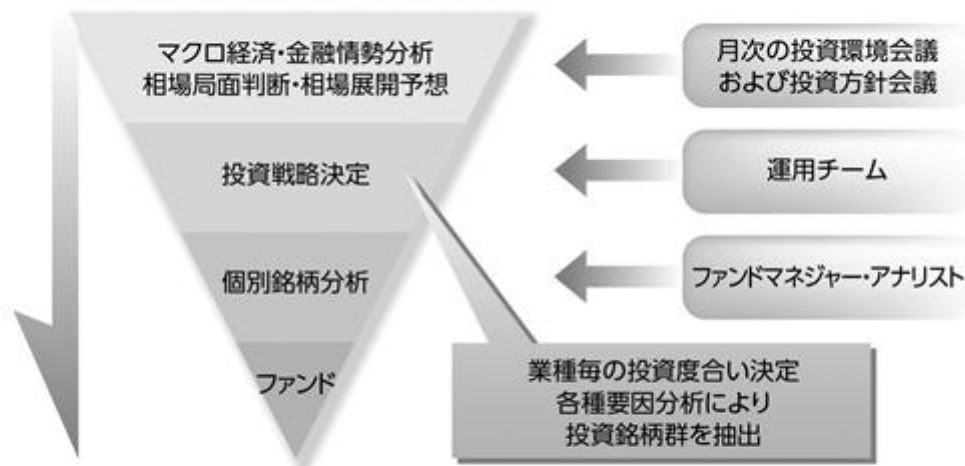 マクロ経済・金融情勢分析
相場局面判断・相場展開予想
月次の投資環境会議
および投資方針会議
投資戦略決定
運用チーム
個別銘柄分析
ファンドマネジャー・アナリスト
ファンド
業種毎の投資度合い決定
各種要因分析により
投資銘柄群を抽出